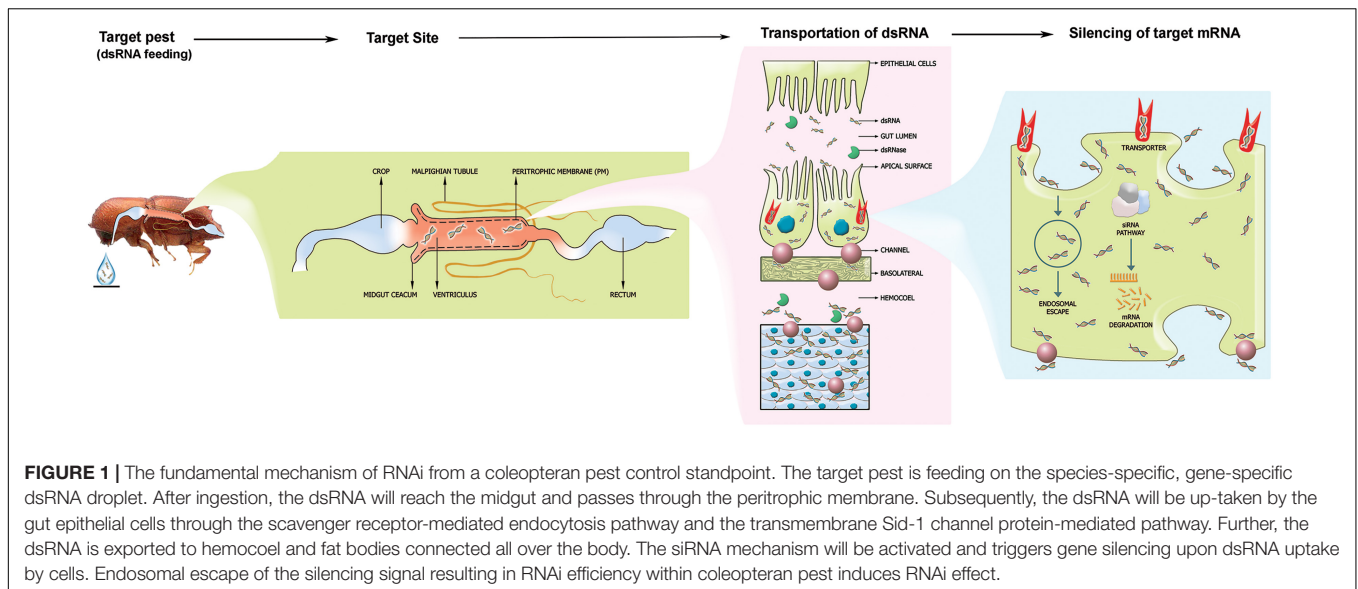 Target pest
(dsRNA feeding)
Target Site
Transportation of dsRNA
Silencing of target mRNA
CROP
MALPIGHIAN TUBULE
PERITROPHIC MEMBRANE (PM)
MIDGUT CEACUM
VENTRICULUS
RECTUM
EPITHELIAL CELLS
dsRNA
GUT LUMEN
dsRNase
APICAL SURFACE
CHANNEL
BASOLATERAL
HEMOCOEL
TRANSPORTER
siRNA
PATHWAY
ENDOSOMAL
ESCAPE
mRNA
DEGRADATION
FIGURE 1 | The fundamental mechanism of RNAi from a coleopteran pest control standpoint. The target pest is feeding on the species-specific, gene-specific
dsRNA droplet. After ingestion, the dsRNA will reach the midgut and passes through the peritrophic membrane. Subsequently, the dsRNA will be up-taken by the
gut epithelial cells through the scavenger receptor-mediated endocytosis pathway and the transmembrane Sid-1 channel protein-mediated pathway. Further, the
dsRNA is exported to hemocoel and fat bodies connected all over the body. The siRNA mechanism will be activated and triggers gene silencing upon dsRNA uptake
by cells. Endosomal escape of the silencing signal resulting in RNAi efficiency within coleopteran pest induces RNAi effect.